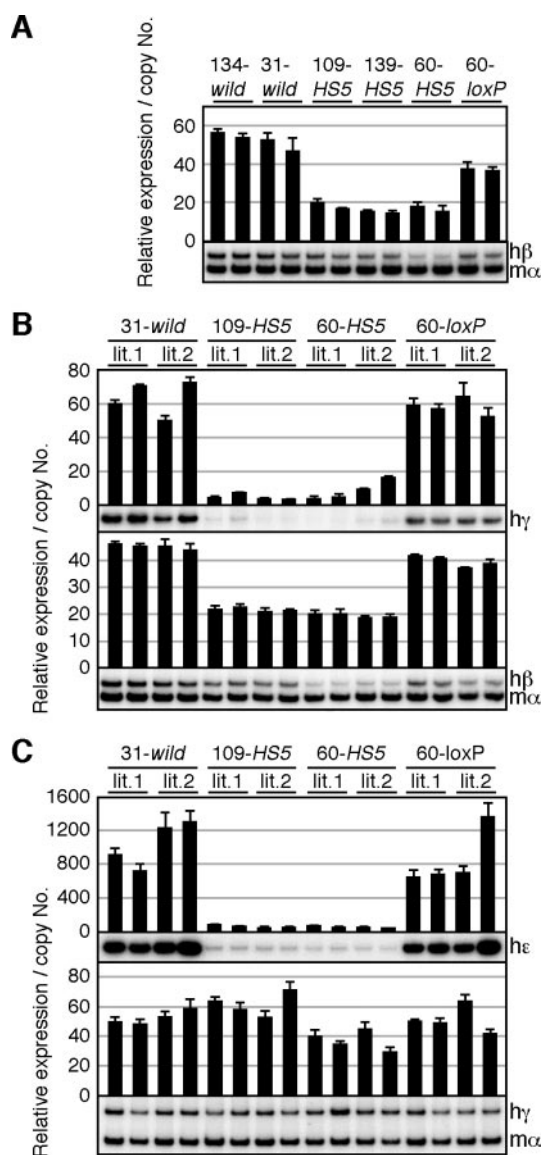 A
134- 31- 109- 139- 60- 60-
wild wild HS5 HS5 HS5 loxP
Relative expression / copy No.
60
40
20
0
hβ
mα
B
31-wild 109-HS5 60-HS5 60-loxP
lit.1 lit.2 lit.1 lit.2 lit.1 lit.2 lit.1 lit.2
Relative expression / copy No.
80
60
40
20
0
hγ
40
30
20
10
0
hβ
mα
C
31-wild 109-HS5 60-HS5 60-loxP
lit.1 lit.2 lit.1 lit.2 lit.1 lit.2 lit.1 lit.2
Relative expression / copy No.
1600
1200
800
400
0
hε
80
60
40
20
0
hγ
mα